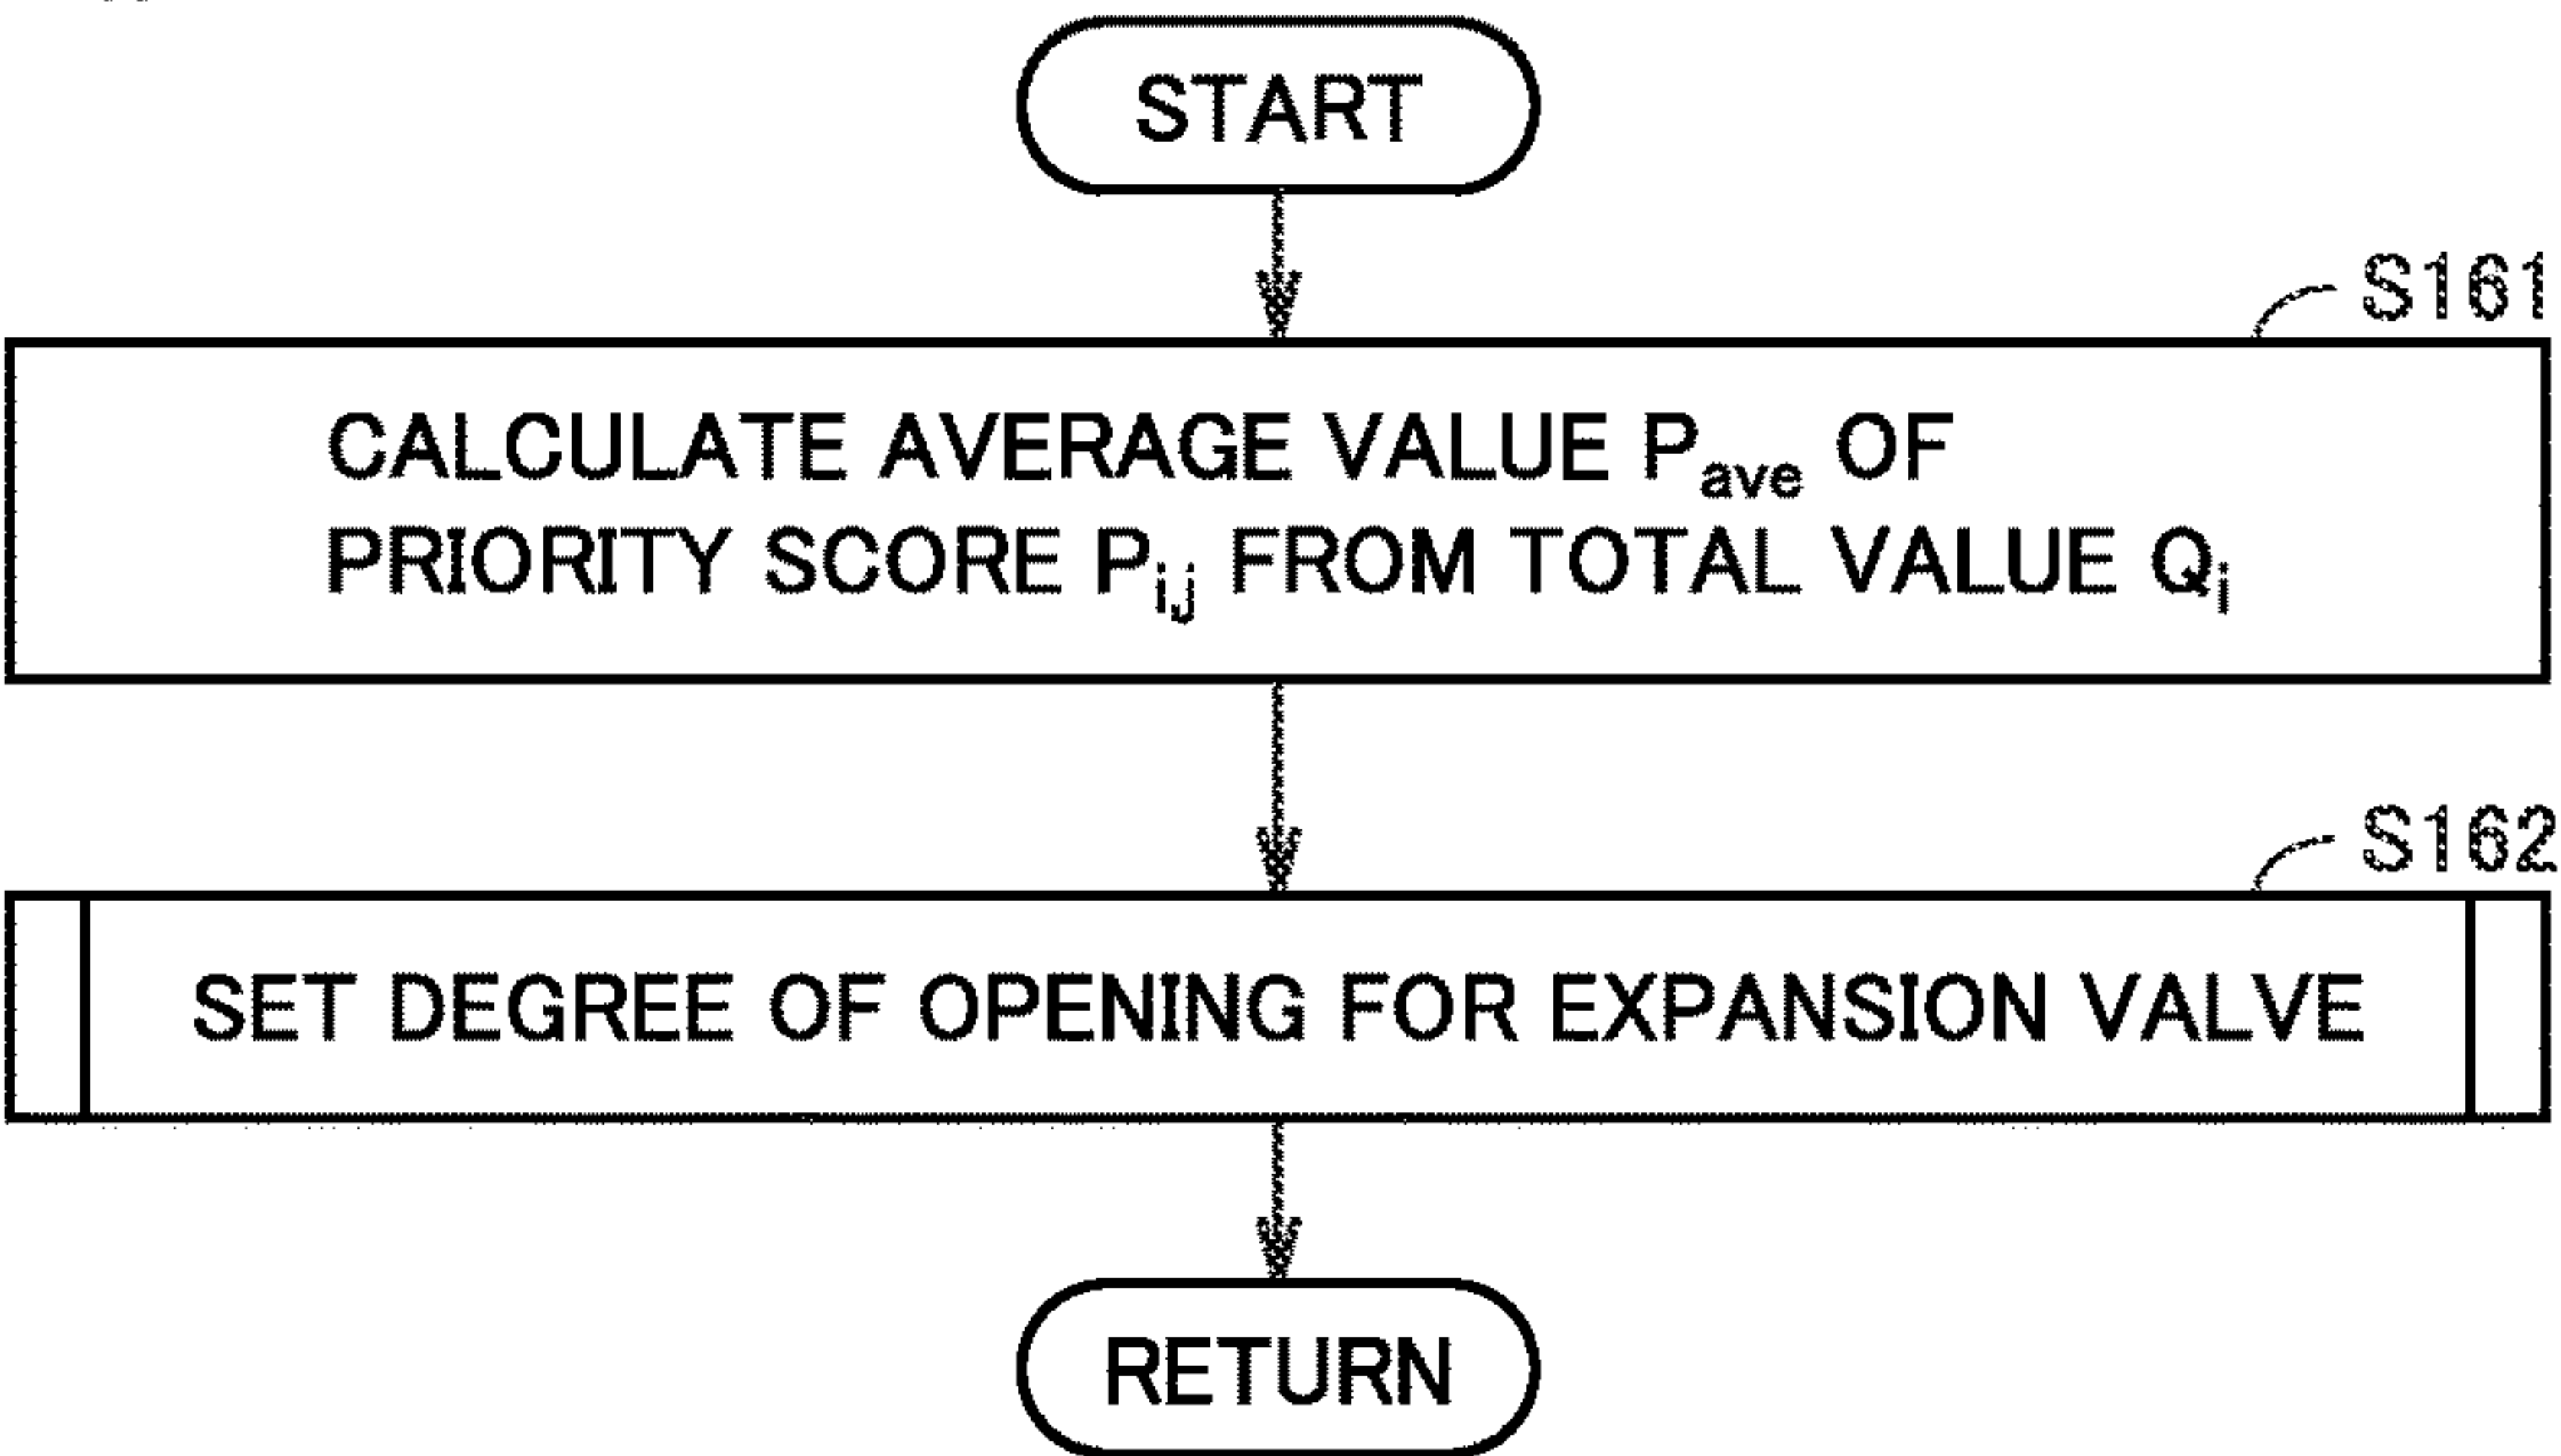 START
S161
CALCULATE AVERAGE VALUE Pave OF
PRIORITY SCORE Pij FROM TOTAL VALUE Qi
S162
SET DEGREE OF OPENING FOR EXPANSION VALVE
RETURN